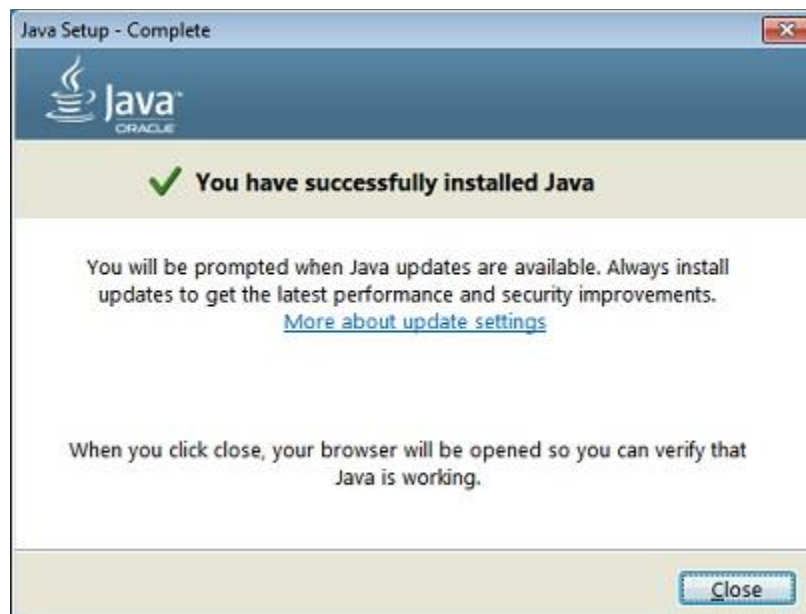 Java Setup - Complete
Java™
ORACLE
You have successfully installed Java
You will be prompted when Java updates are available. Always install
updates to get the latest performance and security improvements.
More about update settings
When you click close, your browser will be opened so you can verify that
Java is working.
Close